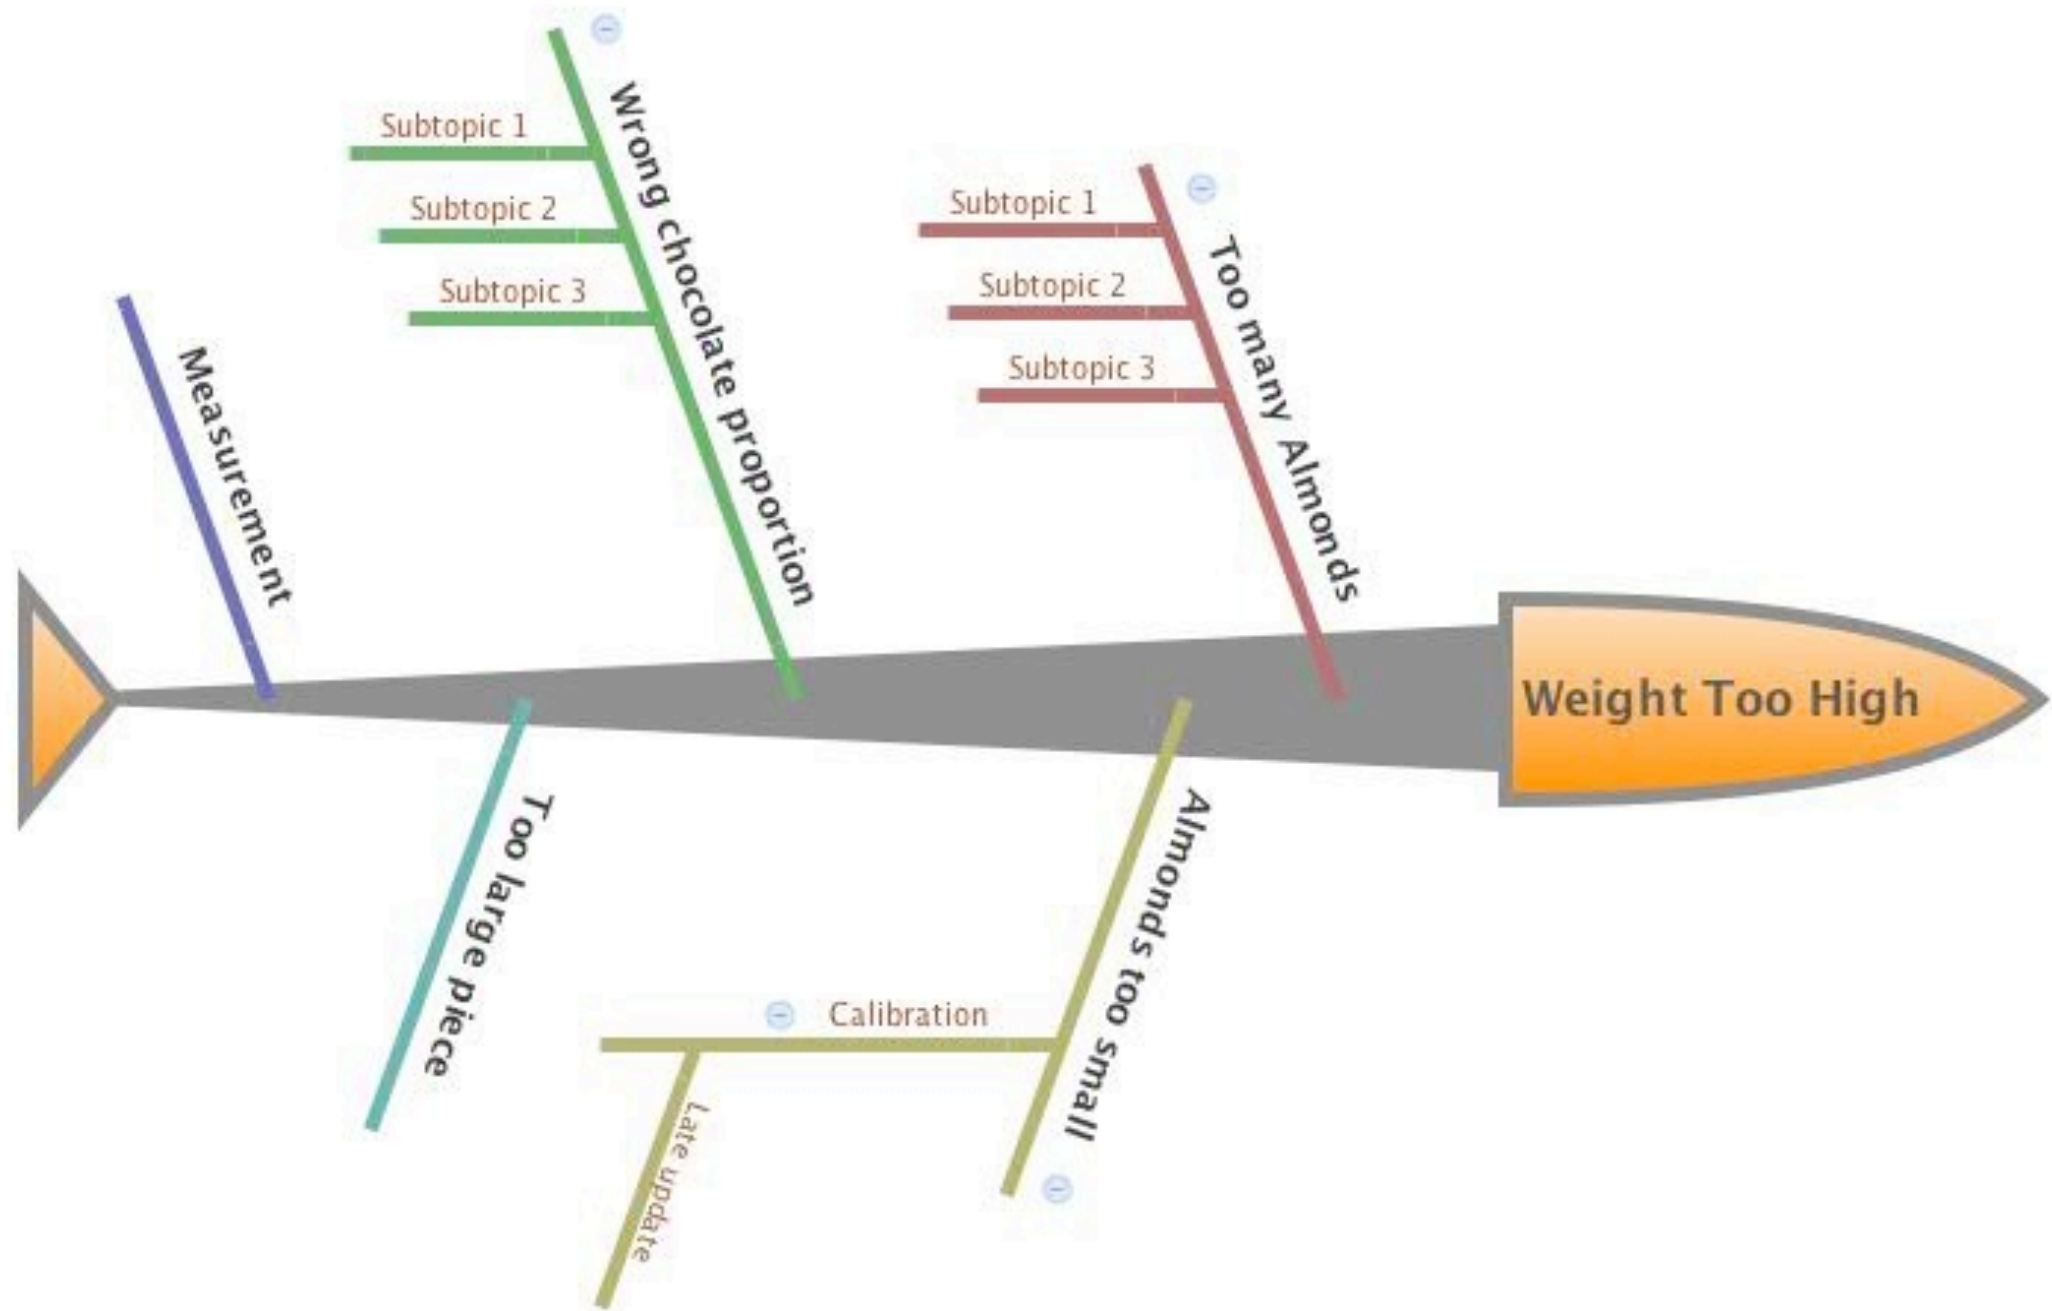 Wrong chocolate proportion
Subtopic 1
Subtopic 2
Subtopic 3
Too many Almonds
Subtopic 1
Subtopic 2
Subtopic 3
Measurement
Weight Too High
Too large piece
Almonds too small
Calibration
Late update